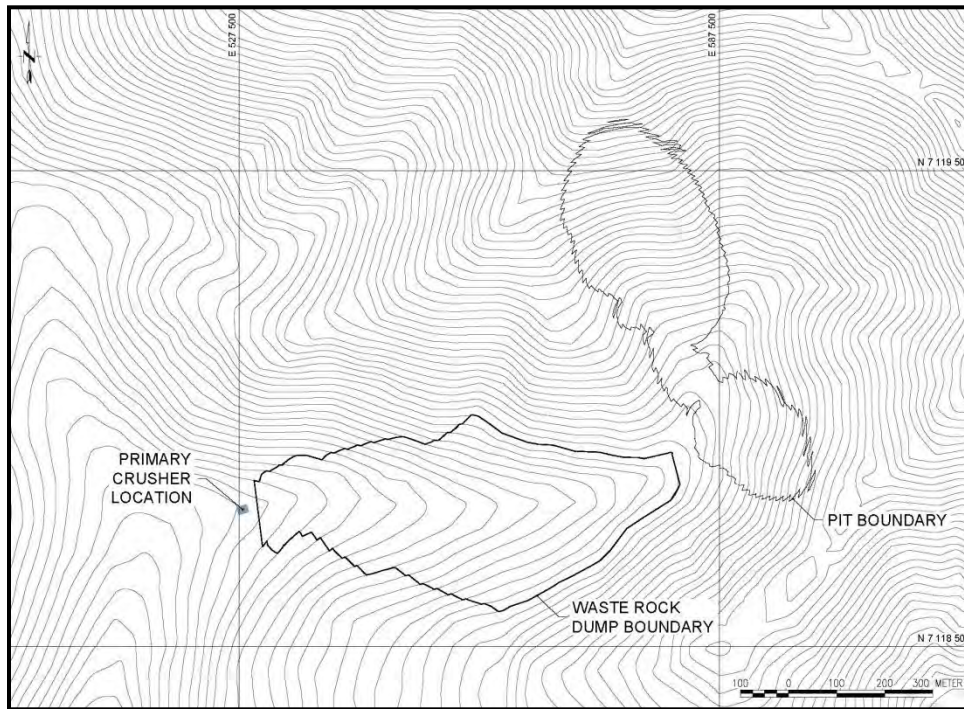 E 527 500
E 587 500
N 7 119 50
PRIMARY
CRUSHER
LOCATION
PIT BOUNDARY
WASTE ROCK
DUMP BOUNDARY
N 7 118 50
100 0 100 200 300 METER